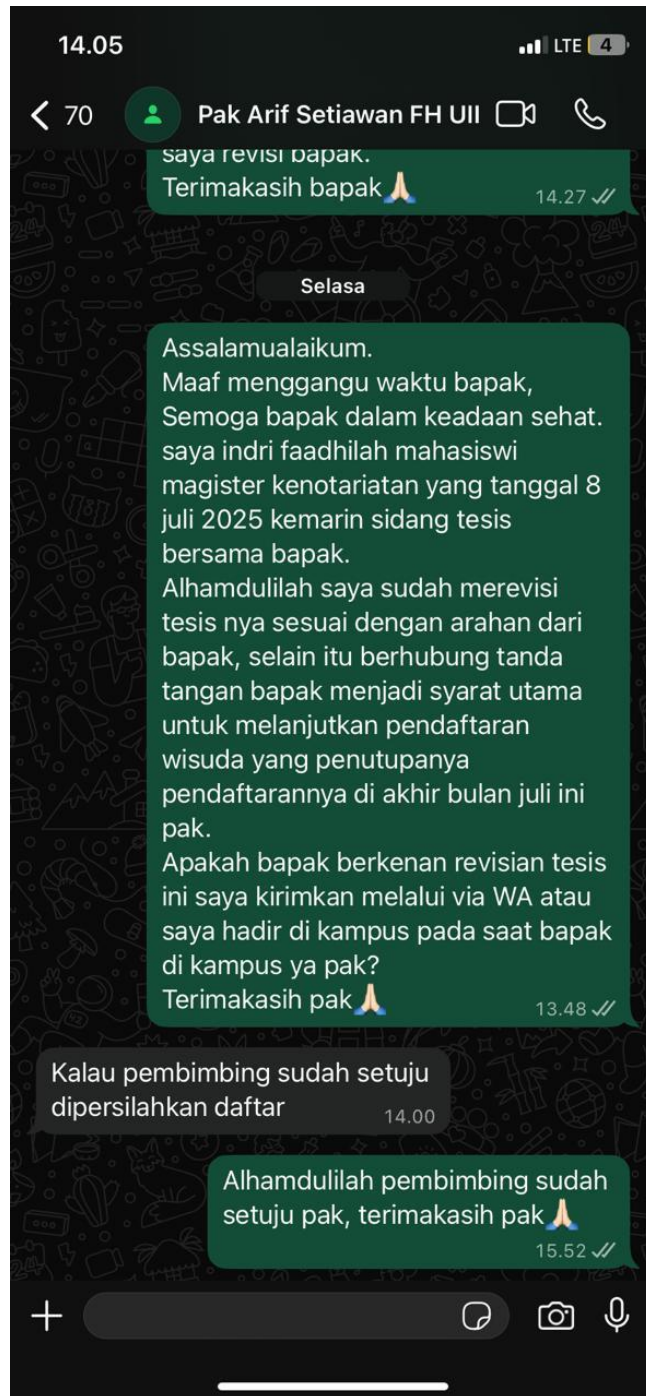 14.05
LTE 4
70 Pak Arif Setiawan FH UII
saya revisi bapak.
Terimakasih bapak🙏🏻
14.27
Selasa
Assalamualaikum.
Maaf menggangu waktu bapak,
Semoga bapak dalam keadaan sehat.
saya indri faadhilah mahasiswi
magister kenotariatan yang tanggal 8
juli 2025 kemarin sidang tesis
bersama bapak.
Alhamdulilah saya sudah merevisi
tesis nya sesuai dengan arahan dari
bapak, selain itu berhubung tanda
tangan bapak menjadi syarat utama
untuk melanjutkan pendaftaran
wisuda yang penutupanya
pendaftarannya di akhir bulan juli ini
pak.
Apakah bapak berkenan revisian tesis
ini saya kirimkan melalui via WA atau
saya hadir di kampus pada saat bapak
di kampus ya pak?
Terimakasih pak🙏🏻
13.48
Kalau pembimbing sudah setuju
dipersilahkan daftar
14.00
Alhamdulilah pembimbing sudah
setuju pak, terimakasih pak🙏🏻
15.52